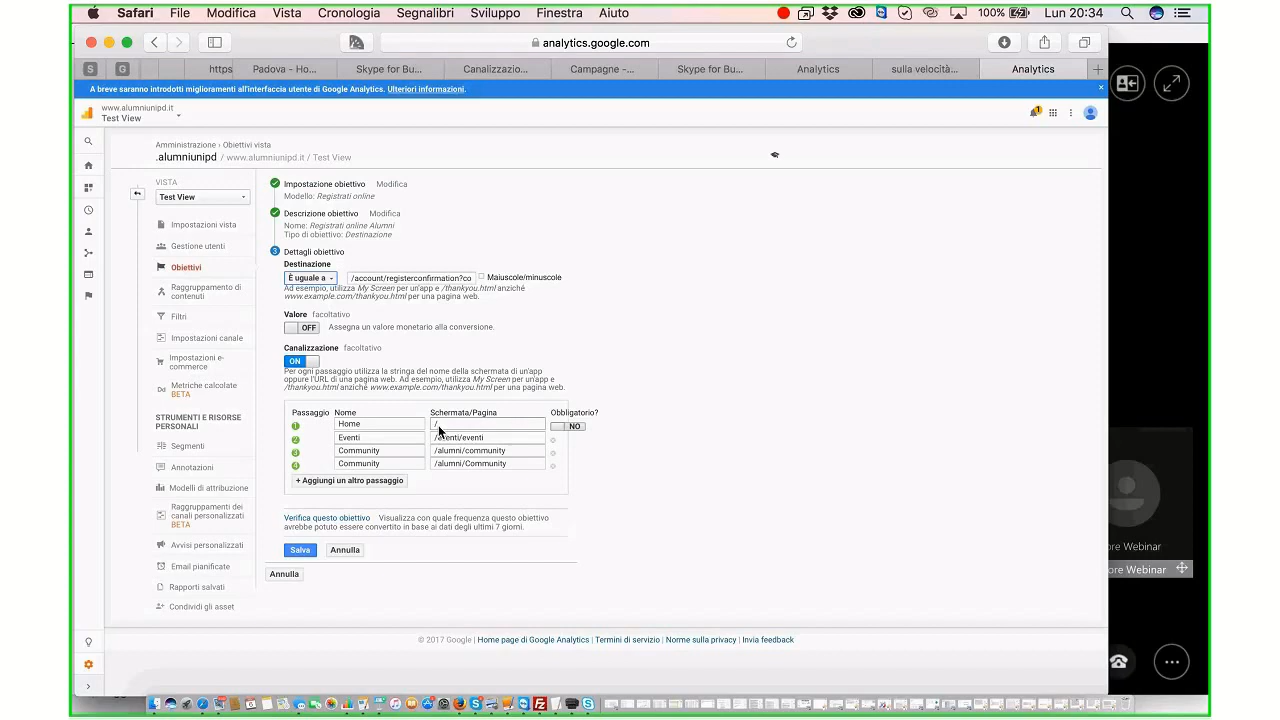 Safari File Modifica Vista Cronologia Segnalibri Sviluppo Finestra Aiuto 100% Lun 20:34
analytics.google.com
S G https Padova - Ho... Skype for Bu... Canalizzazio... Campagne -... Skype for Bu... Analytics sulla velocità... Analytics +
A breve saranno introdotti miglioramenti all'interfaccia utente di Google Analytics. Ulteriori informazioni.
www.alumniunipd.it
Test View
1
Amministrazione › Obiettivi vista
.alumniunipd / www.alumniunipd.it / Test View
VISTA
Test View
Impostazioni vista
Gestione utenti
Obiettivi
Raggruppamento di
contenuti
Filtri
Impostazioni canale
Impostazioni e-
commerce
Dd Metriche calcolate
BETA
STRUMENTI E RISORSE
PERSONALI
Segmenti
Annotazioni
Modelli di attribuzione
Raggruppamenti dei
canali personalizzati
BETA
Avvisi personalizzati
Email pianificate
Rapporti salvati
Condividi gli asset
Impostazione obiettivo Modifica
Modello: Registrati online
Descrizione obiettivo Modifica
Nome: Registrati online Alumni
Tipo di obiettivo: Destinazione
3 Dettagli obiettivo
Destinazione
È uguale a /account/registerconfirmation?co Maiuscole/minuscole
Ad esempio, utilizza My Screen per un'app e /thankyou.html anziché
www.example.com/thankyou.html per una pagina web.
Valore facoltativo
OFF Assegna un valore monetario alla conversione.
Canalizzazione facoltativo
ON
Per ogni passaggio utilizza la stringa del nome della schermata di un'app
oppure l'URL di una pagina web. Ad esempio, utilizza My Screen per un'app e
/thankyou.html anziché www.example.com/thankyou.html per una pagina web.
Passaggio Nome Schermata/Pagina Obbligatorio?
1 Home / NO
2 Eventi /eventi/eventi
3 Community /alumni/community
4 Community /alumni/Community
+ Aggiungi un altro passaggio
Verifica questo obiettivo Visualizza con quale frequenza questo obiettivo
avrebbe potuto essere convertito in base ai dati degli ultimi 7 giorni.
Salva Annulla
Annulla
© 2017 Google | Home page di Google Analytics | Termini di servizio | Norme sulla privacy | Invia feedback
ore Webinar
ore Webinar